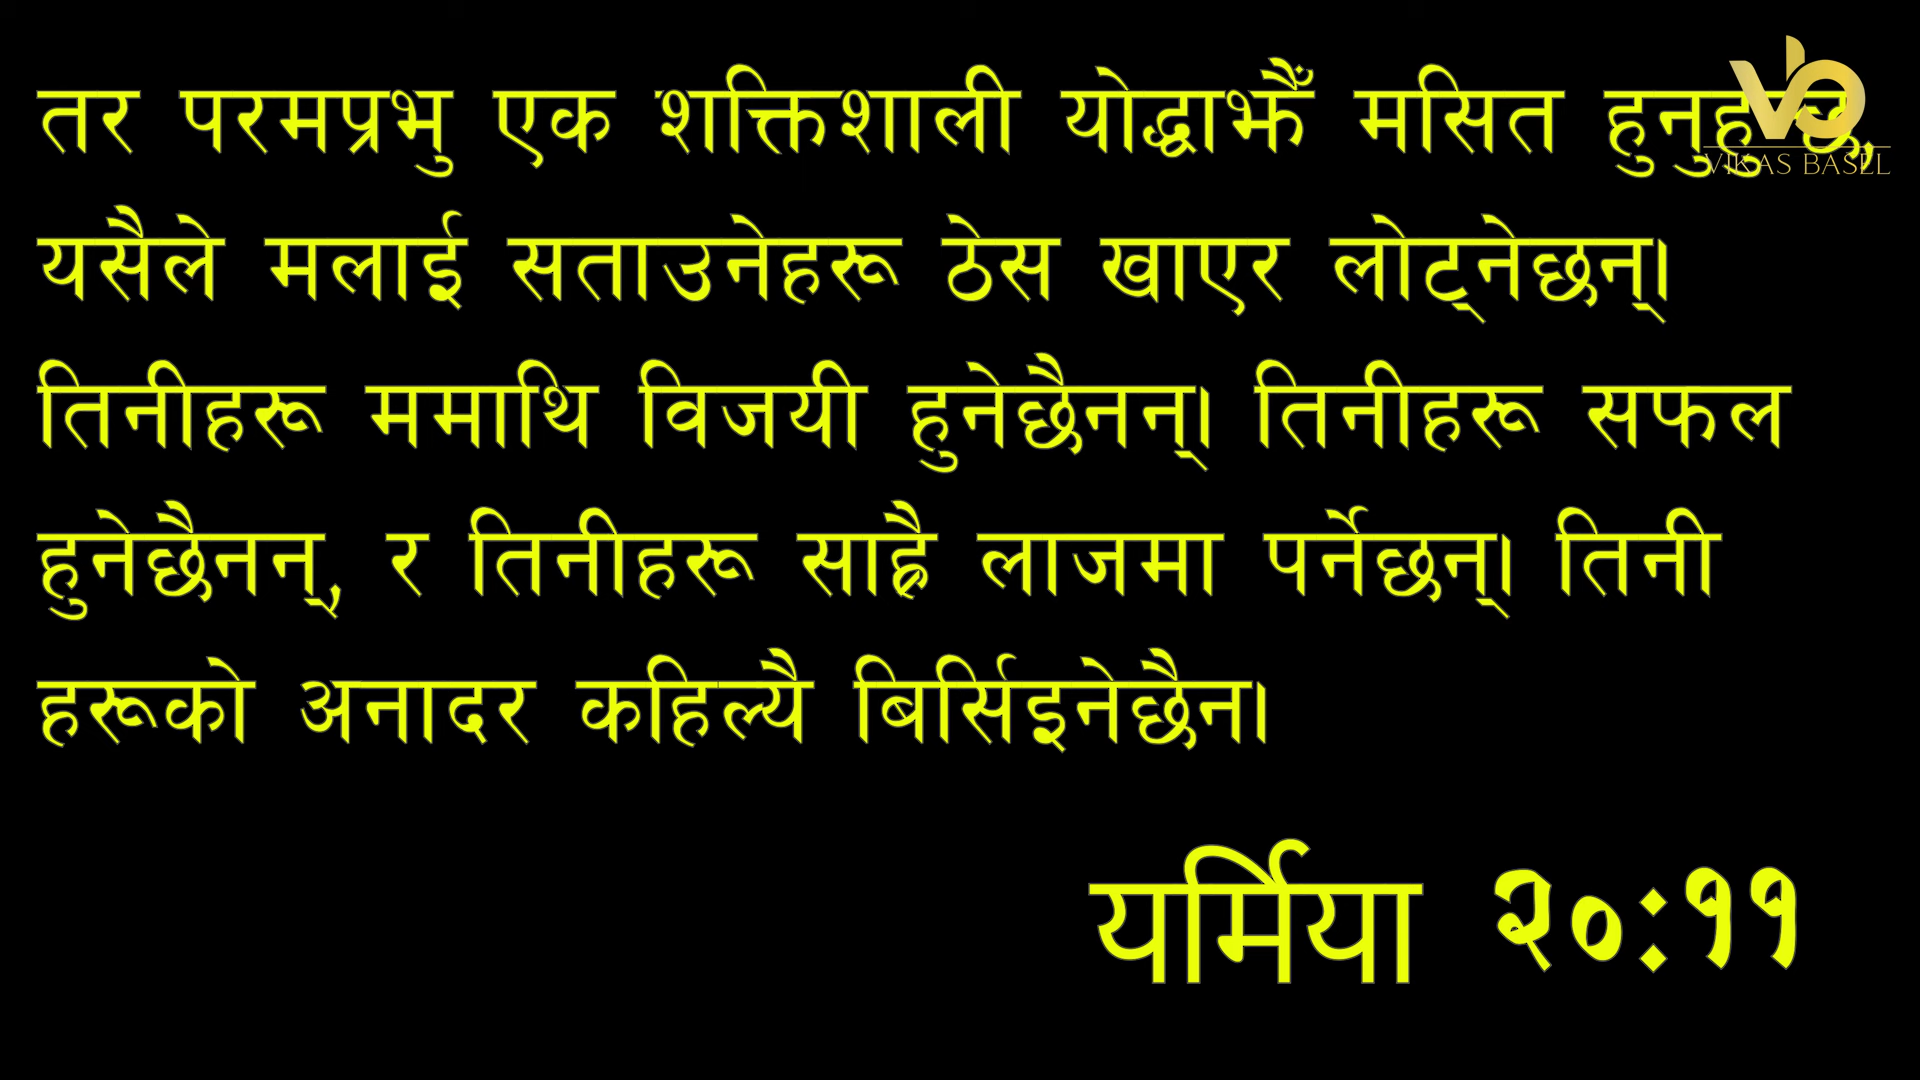 तर परमप्रभु एक शक्तिशाली योद्धाझैँ मसित हुनुहुन्छ,
यसैले मलाई सताउनेहरू ठेस खाएर लोट्नेछन्।
तिनीहरू ममाथि विजयी हुनेछैनन्। तिनीहरू सफल
हुनेछैनन्, र तिनीहरू साह्रै लाजमा पर्नेछन्। तिनी
हरूको अनादर कहिल्यै बिर्सिइनेछैन।
यर्मिया २०:११
VB
VIKAS BASEL